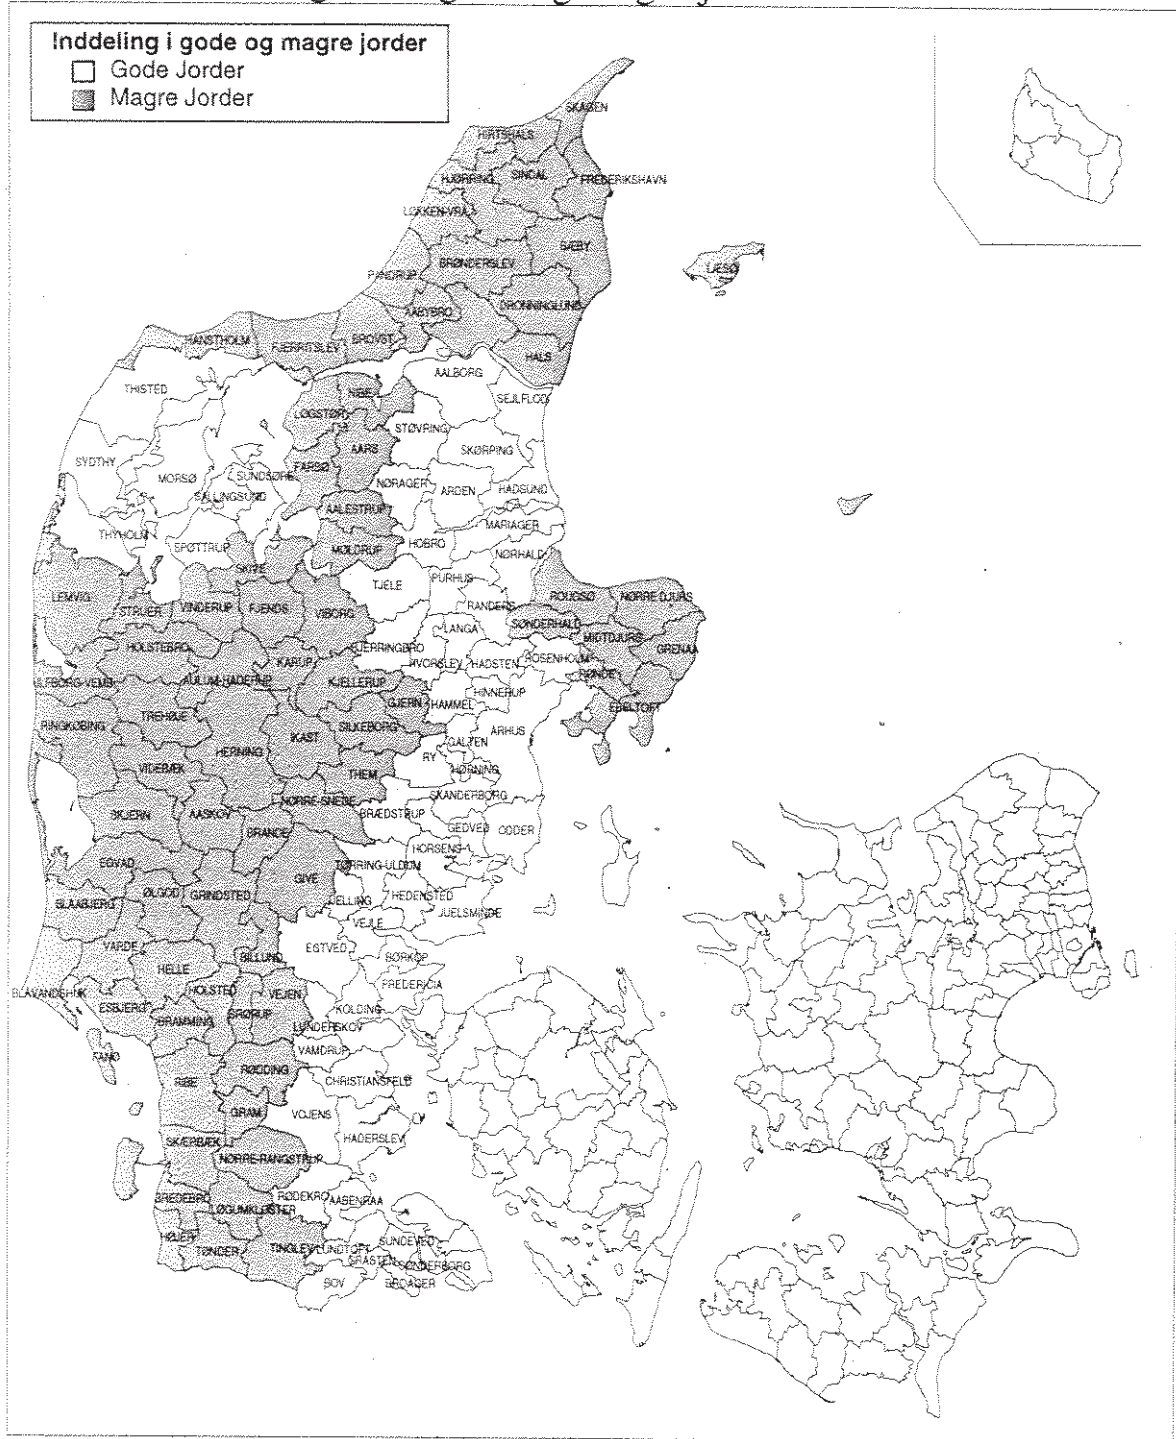 Inddeling i gode og magre jorder
Gode Jorder
Magre Jorder
SKAGEN
HIRTSHALS
HJØRRING
SINDAL
FREDERIKSHAVN
LØKKEN-VRÅ
SÆBY
BRØNDERSLEV
PANDRUP
LÆSØ
DRONNINGLUND
AABYBRO
HANSTHOLM
FJERRITSLEV
BROVST
HALS
AALBORG
THISTED
NIBE
SEJLFLOD
LØGSTØR
STØVRING
AARS
SKØRPING
SYDTHY
FARSØ
MORSØ
SUNDSØRE
NØRAGER
ARDEN
HADSUND
SALLINGSUND
AALESTRUP
MARIAGER
THYHOLM
SPØTTRUP
MØLDRUP
HOBRO
NØRHALD
SKIVE
TJELE
PURHUS
LEMVIG
STRUER
VINDERUP
FJENDS
VIBORG
RANDERS
ROUGSØ
NØRRE DJURS
SØNDERHALD
LANGA
MIDTDJURS
HOLSTEBRO
BJERRINGBRO
GRENAA
KARUP
HVORSLEV
HADSTEN
ROSENHOLM
RØNDE
ULFBORG-VEMB
AULUM-HADERUP
KJELLERUP
HINNERUP
GJERN
HAMMEL
EBELTOFT
TREHØJE
RINGKØBING
SILKEBORG
ARHUS
IKAST
GALTEN
HERNING
RY
HØRNING
VIDEBÆK
THEM
SKANDERBORG
NØRRE-SNEDE
BRÆDSTRUP
SKJERN
AASKOV
BRANDE
GEDVED
ODDER
HORSENS
EGVAD
TØRRING-ULDUM
GIVE
ØLGOD
GRINDSTED
HEDENSTED
BLAABJERG
JELLING
JUELSMINDE
VEJLE
VARDE
EGTVED
BILLUND
BØRKOP
HELLE
FREDERICIA
BLAVANDSHUK
HOLSTED
VEJEN
ESBJERG
KOLDING
BRØRUP
BRAMMING
LUNDERSKOV
VAMDRUP
FANØ
RØDDING
RIBE
CHRISTIANSFELD
GRAM
VOJENS
SKÆRBÆK
HADERSLEV
NØRRE-RANGSTRUP
BREDEBRO
RØDEKRO
AABENRAA
LØGUMKLOSTER
HØJER
TØNDER
TINGLEV
LUNDTOFT
SUNDEVED
GRASTEN
SØNDERBORG
BOV
BROAGER